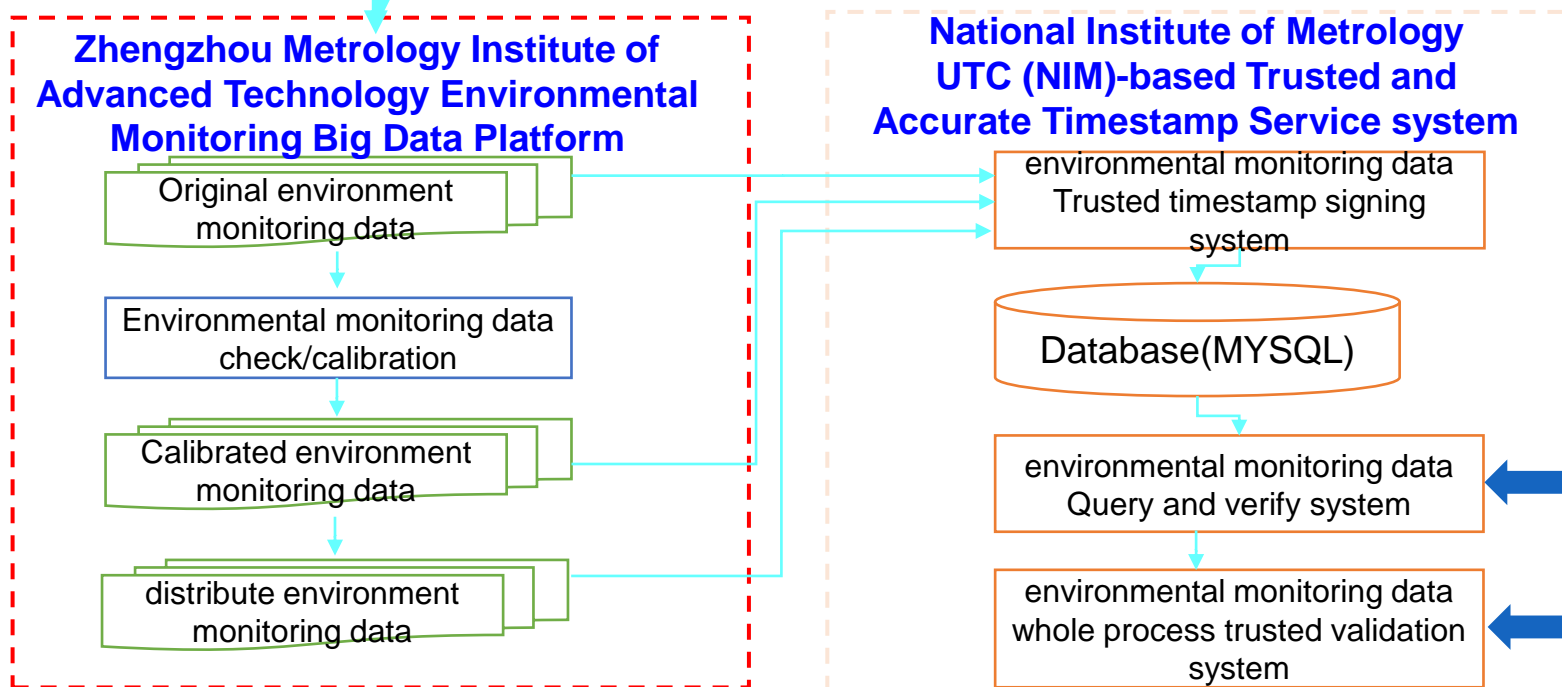 Zhengzhou Metrology Institute of
Advanced Technology Environmental
Monitoring Big Data Platform
Original environment
monitoring data
Environmental monitoring data
check/calibration
Calibrated environment
monitoring data
distribute environment
monitoring data
National Institute of Metrology
UTC (NIM)-based Trusted and
Accurate Timestamp Service system
environmental monitoring data
Trusted timestamp signing
system
Database(MYSQL)
environmental monitoring data
Query and verify system
environmental monitoring data
whole process trusted validation
system